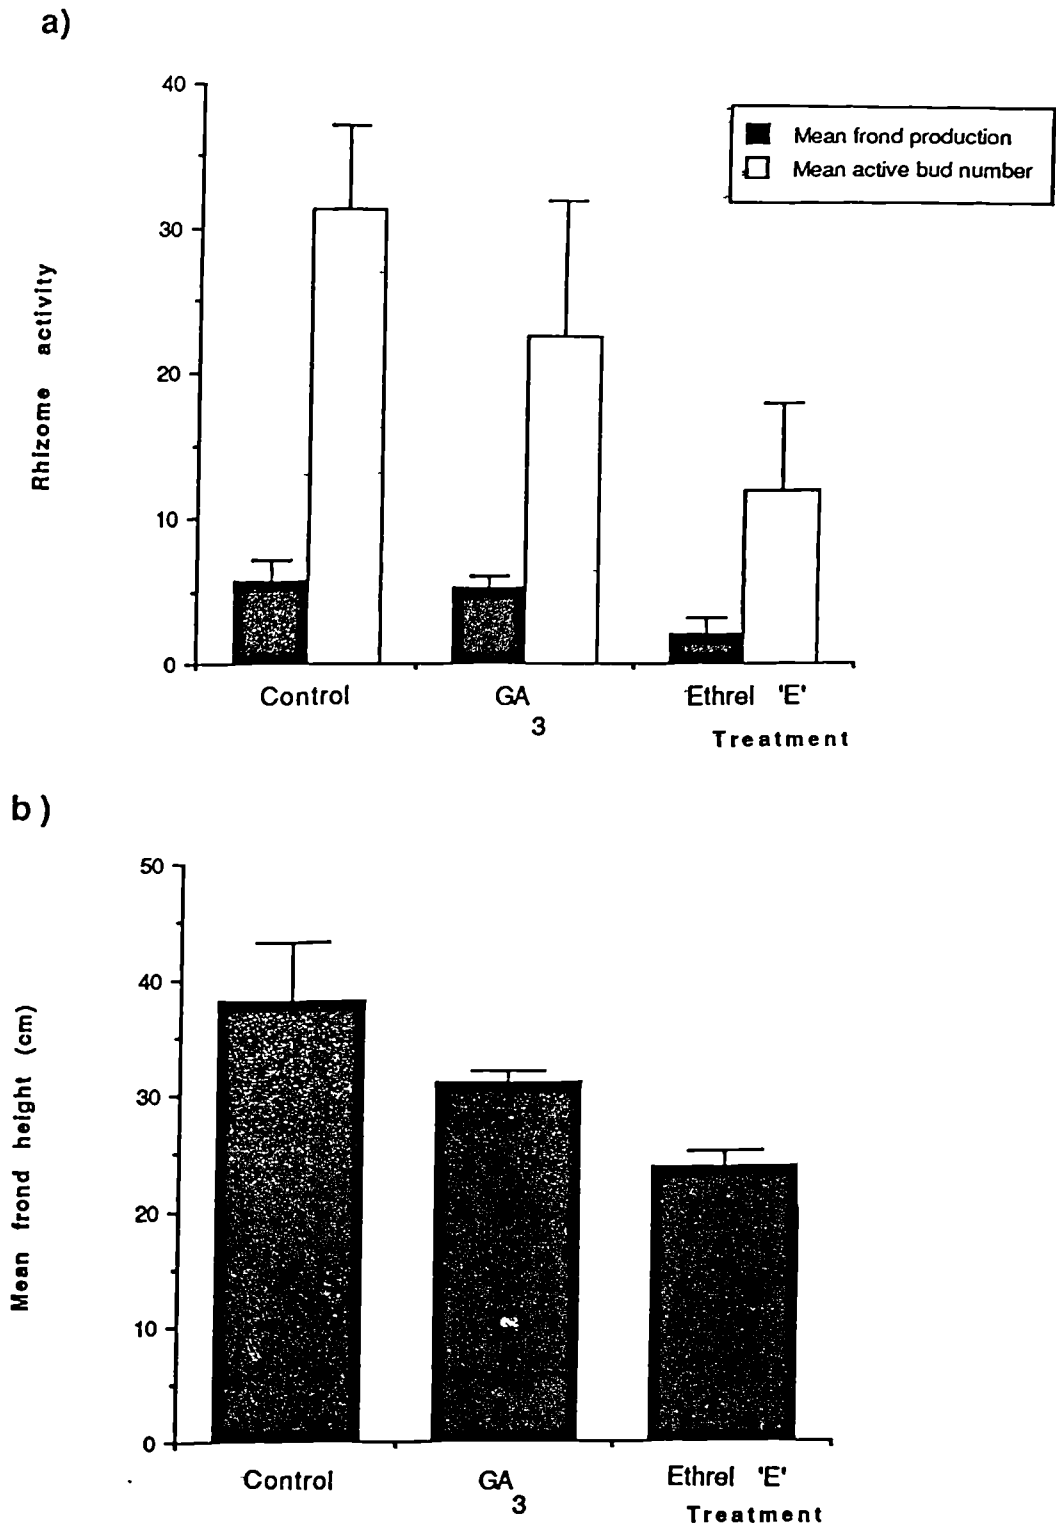 a)
40
30
20
10
0
Rhizome activity
Mean frond production
Mean active bud number
Control
GA
3
Ethrel 'E'
Treatment
b)
50
40
30
20
10
0
Mean frond height (cm)
Control
GA
3
Ethrel 'E'
Treatment